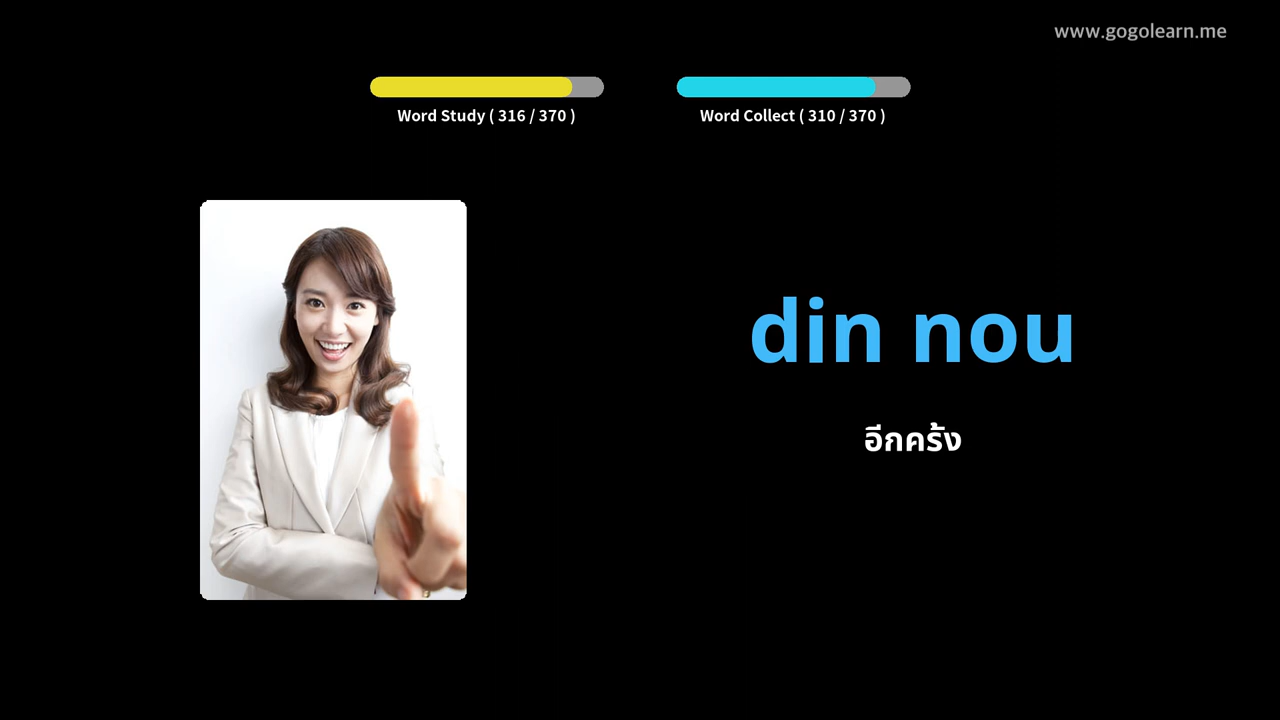 www.gogolearn.me
Word Study ( 316 / 370 )
Word Collect ( 310 / 370 )
din nou
อีกครั้ง